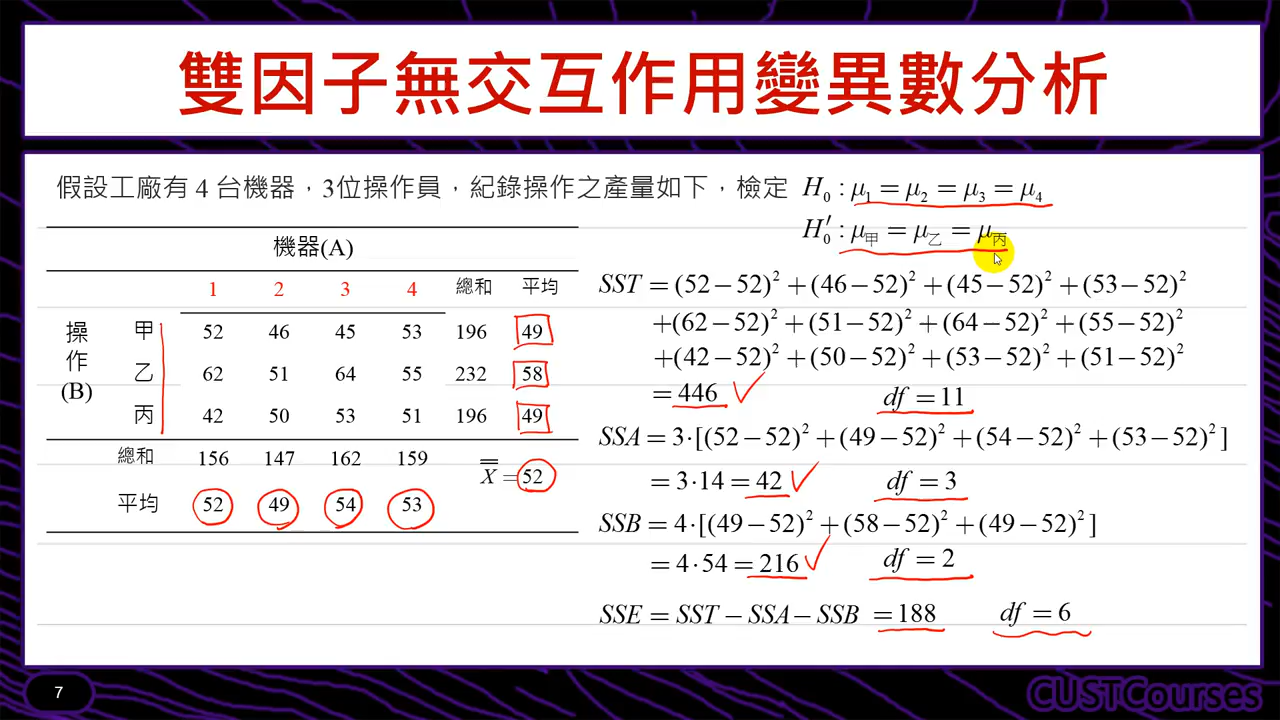 雙因子無交互作用變異數分析
假設工廠有 4 台機器，3位操作員，紀錄操作之產量如下，檢定 H₀ : μ₁ = μ₂ = μ₃ = μ₄
H₀′ : μ甲 = μ乙 = μ丙
機器(A)
1 2 3 4 總和 平均
操作(B)
甲 52 46 45 53 196 49
乙 62 51 64 55 232 58
丙 42 50 53 51 196 49
總和 156 147 162 159
平均 52 49 54 53
X̿ = 52
SST = (52−52)² + (46−52)² + (45−52)² + (53−52)²
+(62−52)² + (51−52)² + (64−52)² + (55−52)²
+(42−52)² + (50−52)² + (53−52)² + (51−52)²
= 446 df = 11
SSA = 3·[(52−52)² + (49−52)² + (54−52)² + (53−52)²]
= 3·14 = 42 df = 3
SSB = 4·[(49−52)² + (58−52)² + (49−52)²]
= 4·54 = 216 df = 2
SSE = SST − SSA − SSB = 188 df = 6
7
CUSTCourses